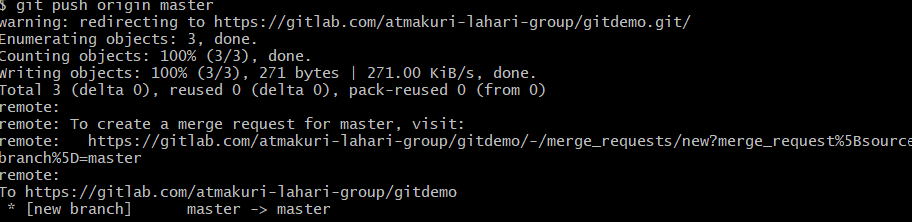 $ git push origin master
warning: redirecting to https://gitlab.com/atmakuri-lahari-group/gitdemo.git/
Enumerating objects: 3, done.
Counting objects: 100% (3/3), done.
Writing objects: 100% (3/3), 271 bytes | 271.00 KiB/s, done.
Total 3 (delta 0), reused 0 (delta 0), pack-reused 0 (from 0)
remote:
remote: To create a merge request for master, visit:
remote:   https://gitlab.com/atmakuri-lahari-group/gitdemo/-/merge_requests/new?merge_request%5Bsource
branch%5D=master
remote:
To https://gitlab.com/atmakuri-lahari-group/gitdemo
 * [new branch]      master -> master